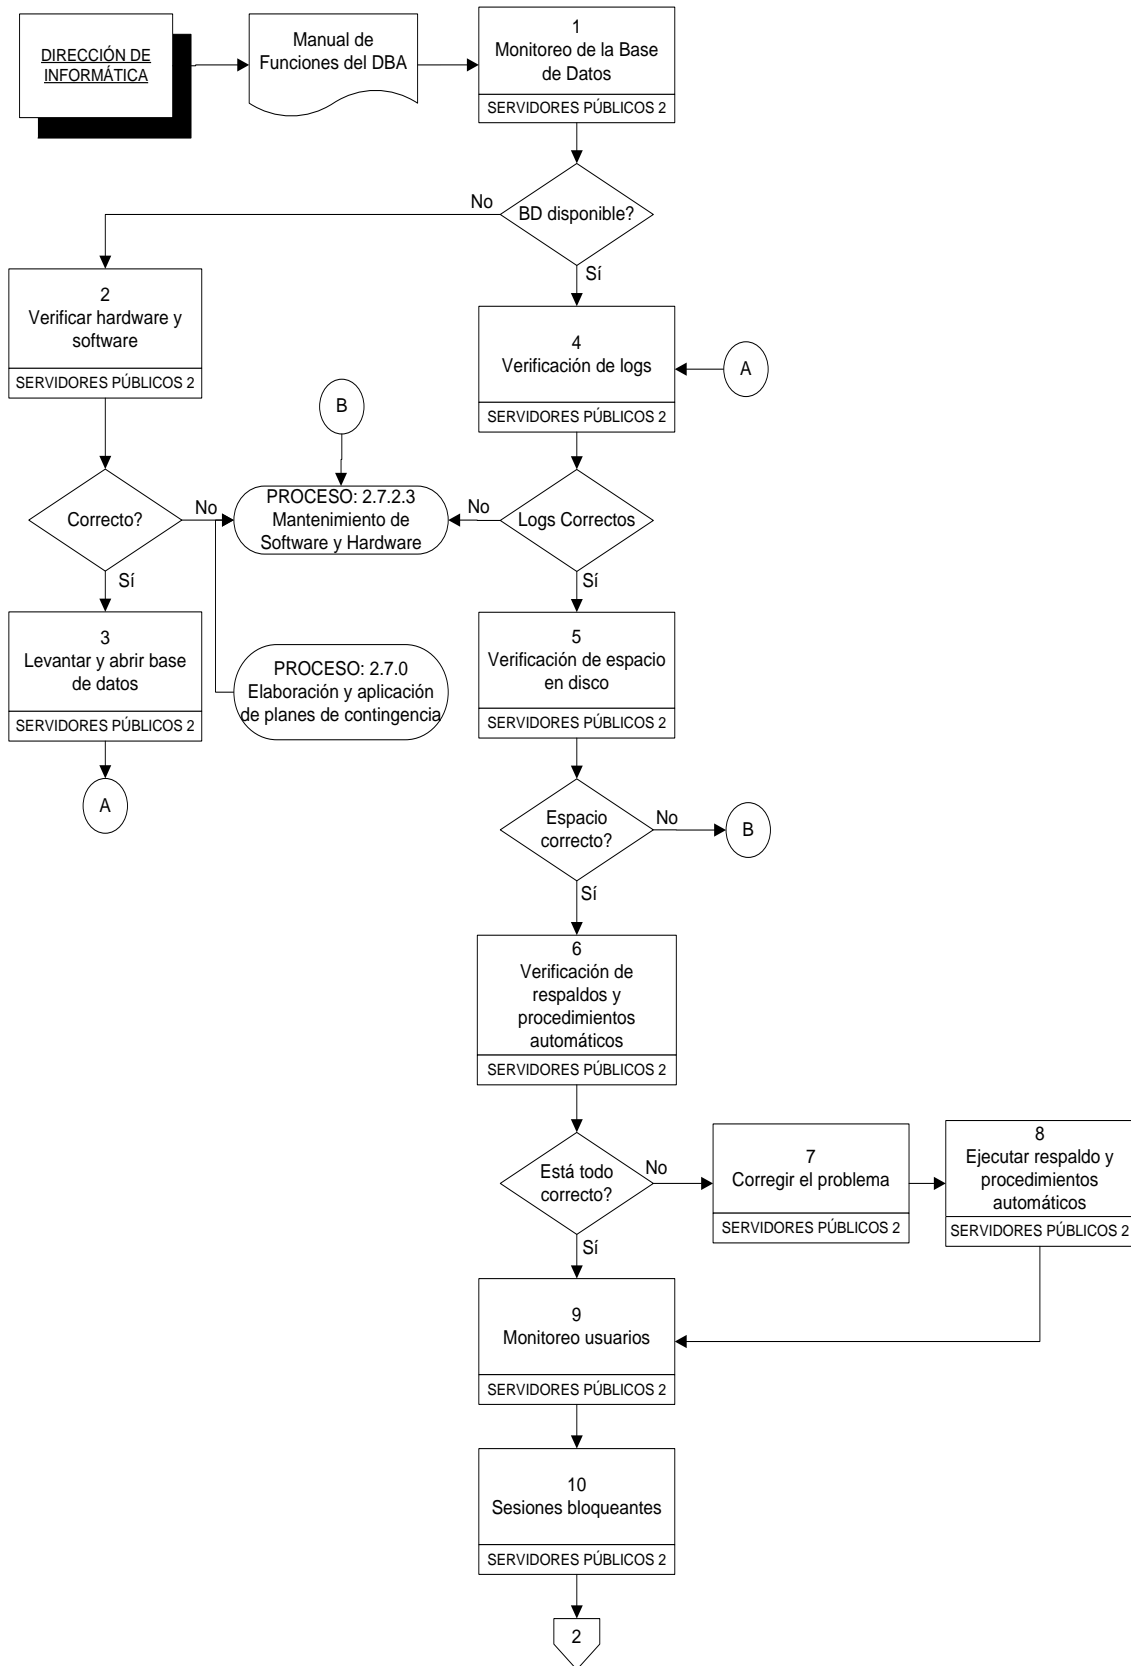 DIRECCIÓN DE
INFORMÁTICA
Manual de
Funciones del DBA
1
Monitoreo de la Base
de Datos
SERVIDORES PÚBLICOS 2
BD disponible?
No
Sí
2
Verificar hardware y
software
SERVIDORES PÚBLICOS 2
4
Verificación de logs
SERVIDORES PÚBLICOS 2
A
B
Correcto?
No
Sí
PROCESO: 2.7.2.3
Mantenimiento de
Software y Hardware
No
Logs Correctos
Sí
3
Levantar y abrir base
de datos
SERVIDORES PÚBLICOS 2
A
PROCESO: 2.7.0
Elaboración y aplicación
de planes de contingencia
5
Verificación de espacio
en disco
SERVIDORES PÚBLICOS 2
Espacio
correcto?
No
B
Sí
6
Verificación de
respaldos y
procedimientos
automáticos
SERVIDORES PÚBLICOS 2
Está todo
correcto?
No
Sí
7
Corregir el problema
SERVIDORES PÚBLICOS 2
8
Ejecutar respaldo y
procedimientos
automáticos
SERVIDORES PÚBLICOS 2
9
Monitoreo usuarios
SERVIDORES PÚBLICOS 2
10
Sesiones bloqueantes
SERVIDORES PÚBLICOS 2
2